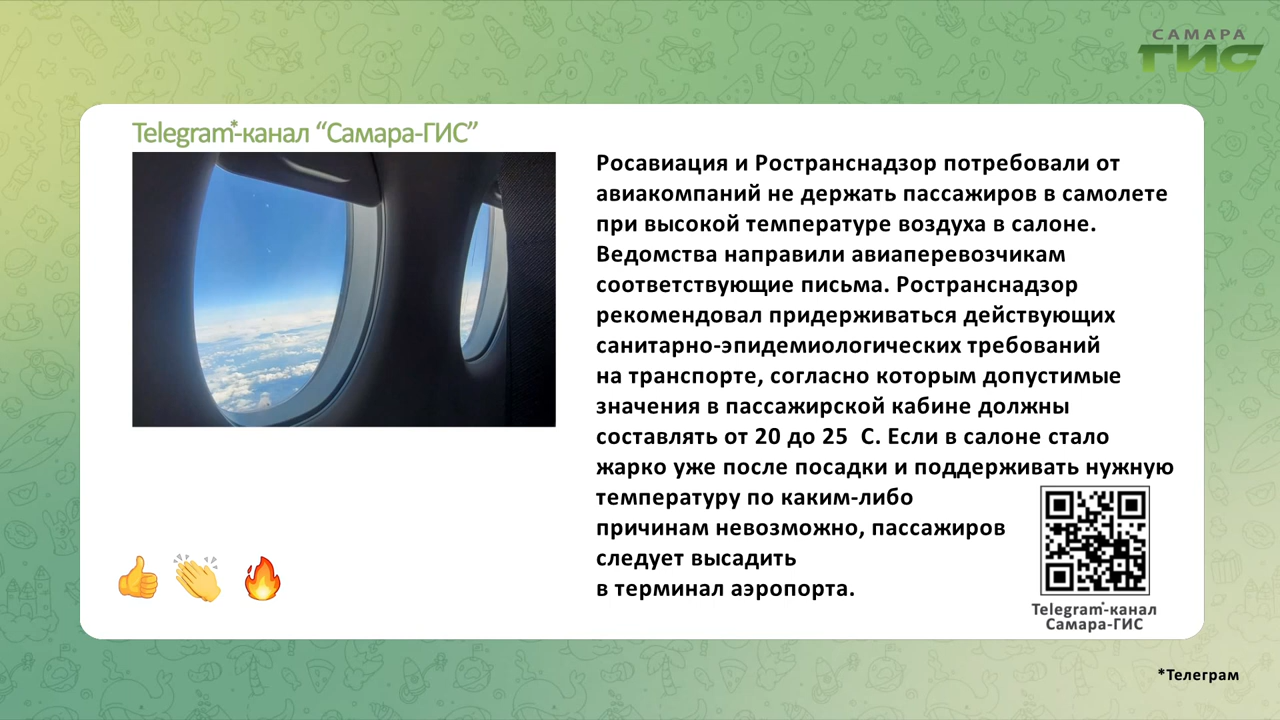 САМАРА
ГИС
Telegram*-канал “Самара-ГИС”
Росавиация и Ространснадзор потребовали от
авиакомпаний не держать пассажиров в самолете
при высокой температуре воздуха в салоне.
Ведомства направили авиаперевозчикам
соответствующие письма. Ространснадзор
рекомендовал придерживаться действующих
санитарно-эпидемиологических требований
на транспорте, согласно которым допустимые
значения в пассажирской кабине должны
составлять от 20 до 25 С. Если в салоне стало
жарко уже после посадки и поддерживать нужную
температуру по каким-либо
причинам невозможно, пассажиров
следует высадить
в терминал аэропорта.
Telegram*-канал
Самара-ГИС
*Телеграм